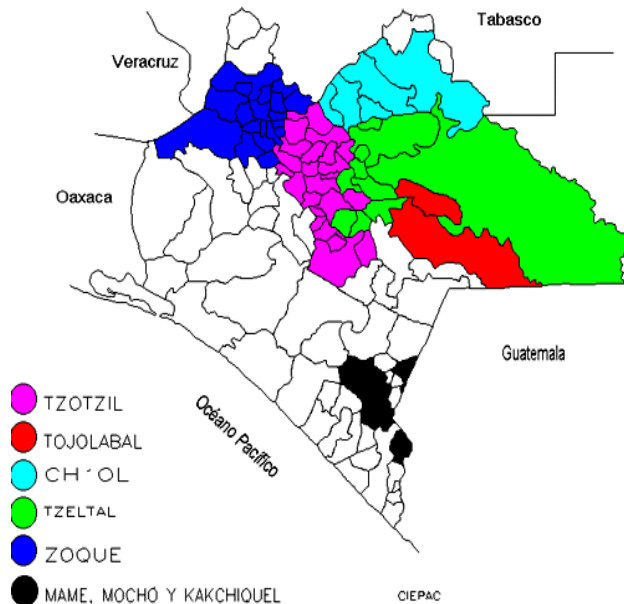 Tabasco
Veracruz
Oaxaca
Guatemala
Océano Pacífico
TZOTZIL
TOJOLABAL
CH´OL
TZELTAL
ZOQUE
MAME, MOCHÓ Y KAKCHIQUEL
CIEPAC